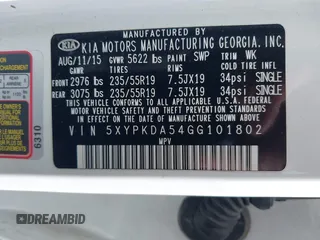 KIA KIA MOTORS MANUFACTURING GEORGIA, INC.
AUG/11/15 GVWR 5622 lbs PAINT SWP TRIM WK
GAWR TIRES RIMS COLD TIRE INFLATION
FRONT 2976 lbs 235/55R19 7.5JX19 34psi SINGLE
REAR 3075 lbs 235/55R19 7.5JX19 34psi SINGLE
THIS VEHICLE CONFORMS TO ALL APPLICABLE FEDERAL
MOTOR VEHICLE SAFETY BUMPER AND THEFT PREVENTION
STANDARDS IN EFFECT ON THE DATE OF MANUFACTURE SHOWN ABOVE
VIN 5XYPKDA54GG101802
MPV
6310
© DREAMBID